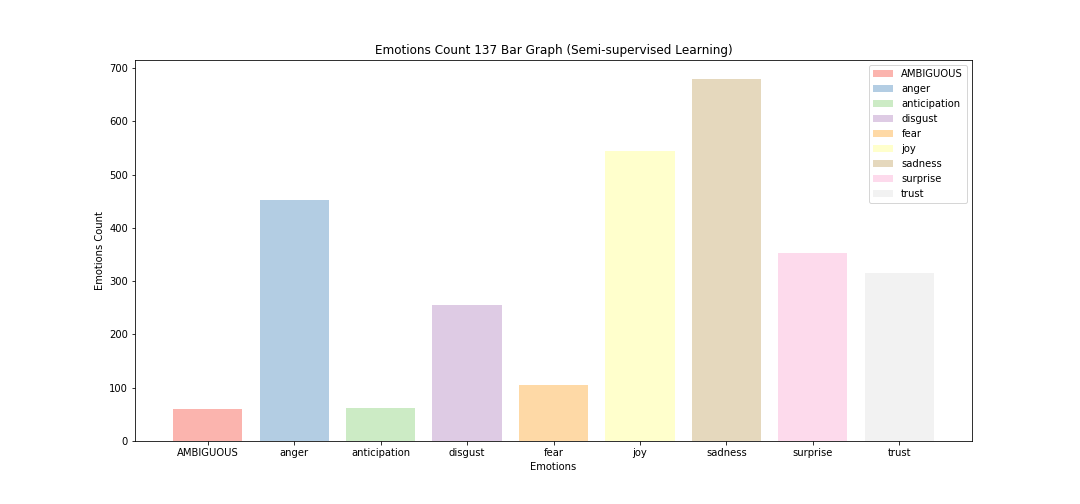 Emotions Count 137 Bar Graph (Semi-supervised Learning)
700
600
500
400
300
200
100
0
Emotions Count
AMBIGUOUS
anger
anticipation
disgust
fear
joy
sadness
surprise
trust
AMBIGUOUS anger anticipation disgust fear joy sadness surprise trust
Emotions